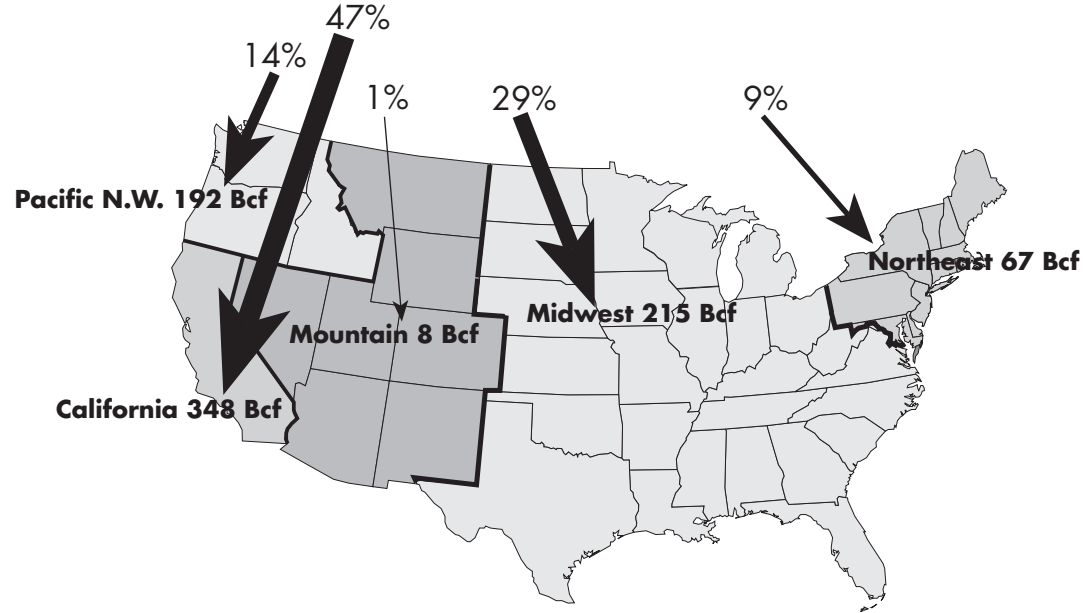 47%
14%
1%
29%
9%
Pacific N.W. 192 Bcf
Northeast 67 Bcf
Midwest 215 Bcf
Mountain 8 Bcf
California 348 Bcf